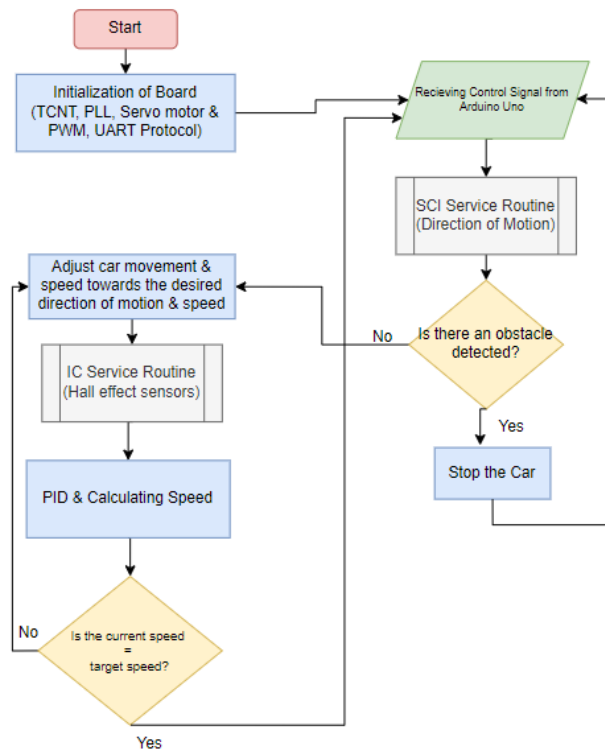 Start
Initialization of Board
(TCNT, PLL, Servo motor &
PWM, UART Protocol)
Recieving Control Signal from
Arduino Uno
SCI Service Routine
(Direction of Motion)
Is there an obstacle
detected?
No
Yes
Stop the Car
Adjust car movement &
speed towards the desired
direction of motion & speed
IC Service Routine
(Hall effect sensors)
PID & Calculating Speed
Is the current speed
=
target speed?
No
Yes